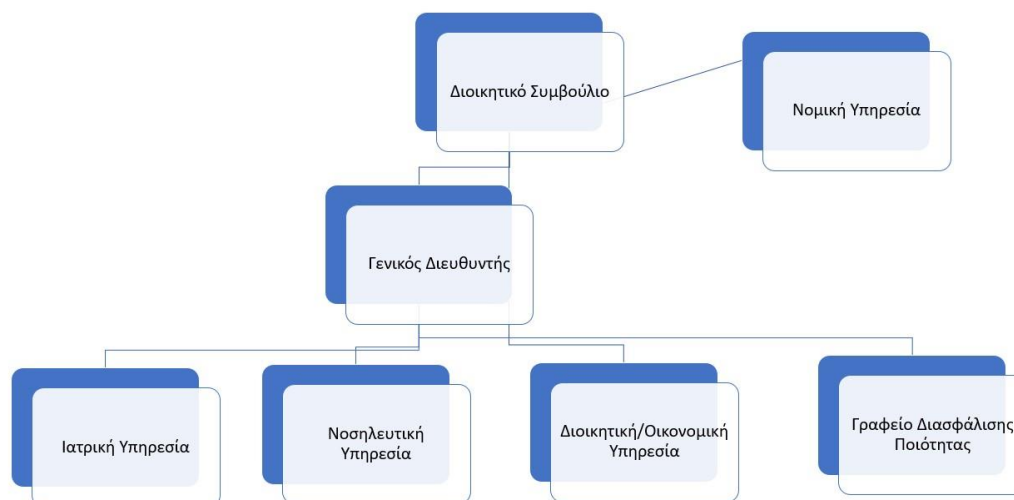 Διοικητικό Συμβούλιο
Νομική Υπηρεσία
Γενικός Διευθυντής
Ιατρική Υπηρεσία
Νοσηλευτική
Υπηρεσία
Διοικητική/Οικονομική
Υπηρεσία
Γραφείο Διασφάλισης
Ποιότητας